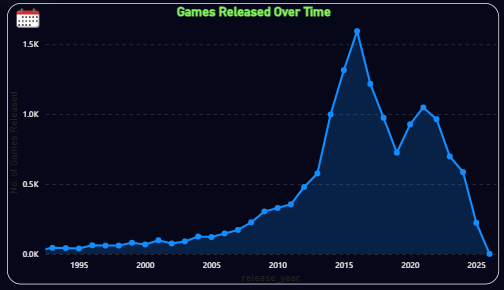 Games Released Over Time
No. of Games Released
1.5K
1.0K
0.5K
0.0K
1995 2000 2005 2010 2015 2020 2025
release_year